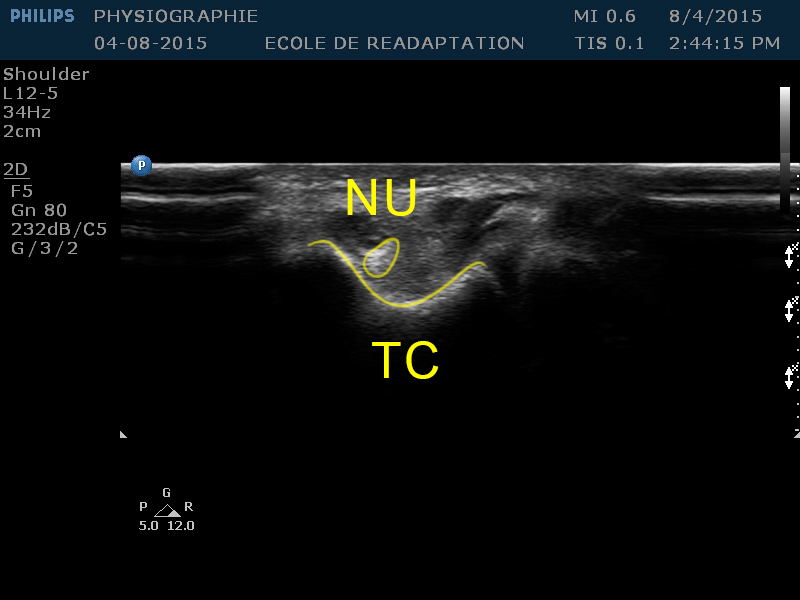 PHILIPS PHYSIOGRAPHIE MI 0.6 8/4/2015
04-08-2015 ECOLE DE READAPTATION TIS 0.1 2:44:15 PM
Shoulder
L12-5
34Hz
2cm
2D
F5
Gn 80
232dB/C5
G/3/2
P
NU
TC
G
P R
5.0 12.0